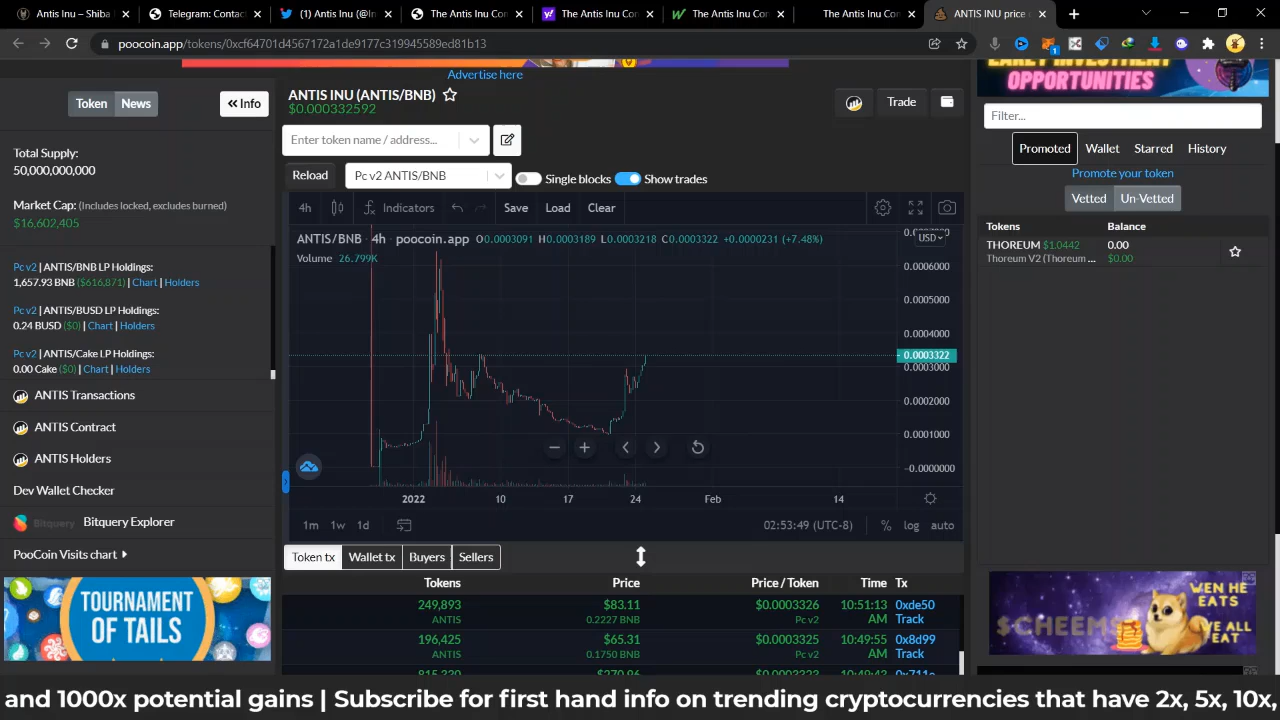 Antis Inu – Shiba
Telegram: Contac
(1) Antis Inu (@In
The Antis Inu Con
The Antis Inu Con
The Antis Inu Con
The Antis Inu Con
ANTIS INU price c
poocoin.app/tokens/0xcf64701d4567172a1de9177c319945589ed81b13
1
Advertise here
Token
News
Info
Total Supply:
50,000,000,000
Market Cap: (Includes locked, excludes burned)
$16,602,405
Pc v2 | ANTIS/BNB LP Holdings:
1,657.93 BNB ($616,871) | Chart | Holders
Pc v2 | ANTIS/BUSD LP Holdings:
0.24 BUSD ($0) | Chart | Holders
Pc v2 | ANTIS/Cake LP Holdings:
0.00 Cake ($0) | Chart | Holders
ANTIS Transactions
ANTIS Contract
ANTIS Holders
Dev Wallet Checker
Bitquery Bitquery Explorer
PooCoin Visits chart
TOURNAMENT
OF TAILS
ANTIS INU (ANTIS/BNB)
$0.000332592
Trade
Enter token name / address...
Reload
Pc v2 ANTIS/BNB
Single blocks
Show trades
4h
Indicators
Save
Load
Clear
ANTIS/BNB · 4h · poocoin.app O0.0003091 H0.0003189 L0.0003218 C0.0003322 +0.0000231 (+7.48%)
Volume 26.799K
USD
0.0006000
0.0005000
0.0004000
0.0003322
0.0003000
0.0002000
0.0001000
-0.0000000
2022
10
17
24
Feb
14
1m
1w
1d
02:53:49 (UTC-8)
%
log
auto
Token tx
Wallet tx
Buyers
Sellers
Tokens Price Price / Token Time Tx
249,893 $83.11 $0.0003326 10:51:13 0xde50
ANTIS 0.2227 BNB Pc v2 AM Track
196,425 $65.31 $0.0003325 10:49:55 0x8d99
ANTIS 0.1750 BNB Pc v2 AM Track
EARLY INVESTMENT
OPPORTUNITIES
Filter...
Promoted
Wallet
Starred
History
Promote your token
Vetted
Un-Vetted
Tokens Balance
THOREUM $1.0442 0.00
Thoreum V2 (Thoreum ... $0.00
WEN HE
EATS
$CHEEMS
WE ALL
EAT
and 1000x potential gains | Subscribe for first hand info on trending cryptocurrencies that have 2x, 5x, 10x,